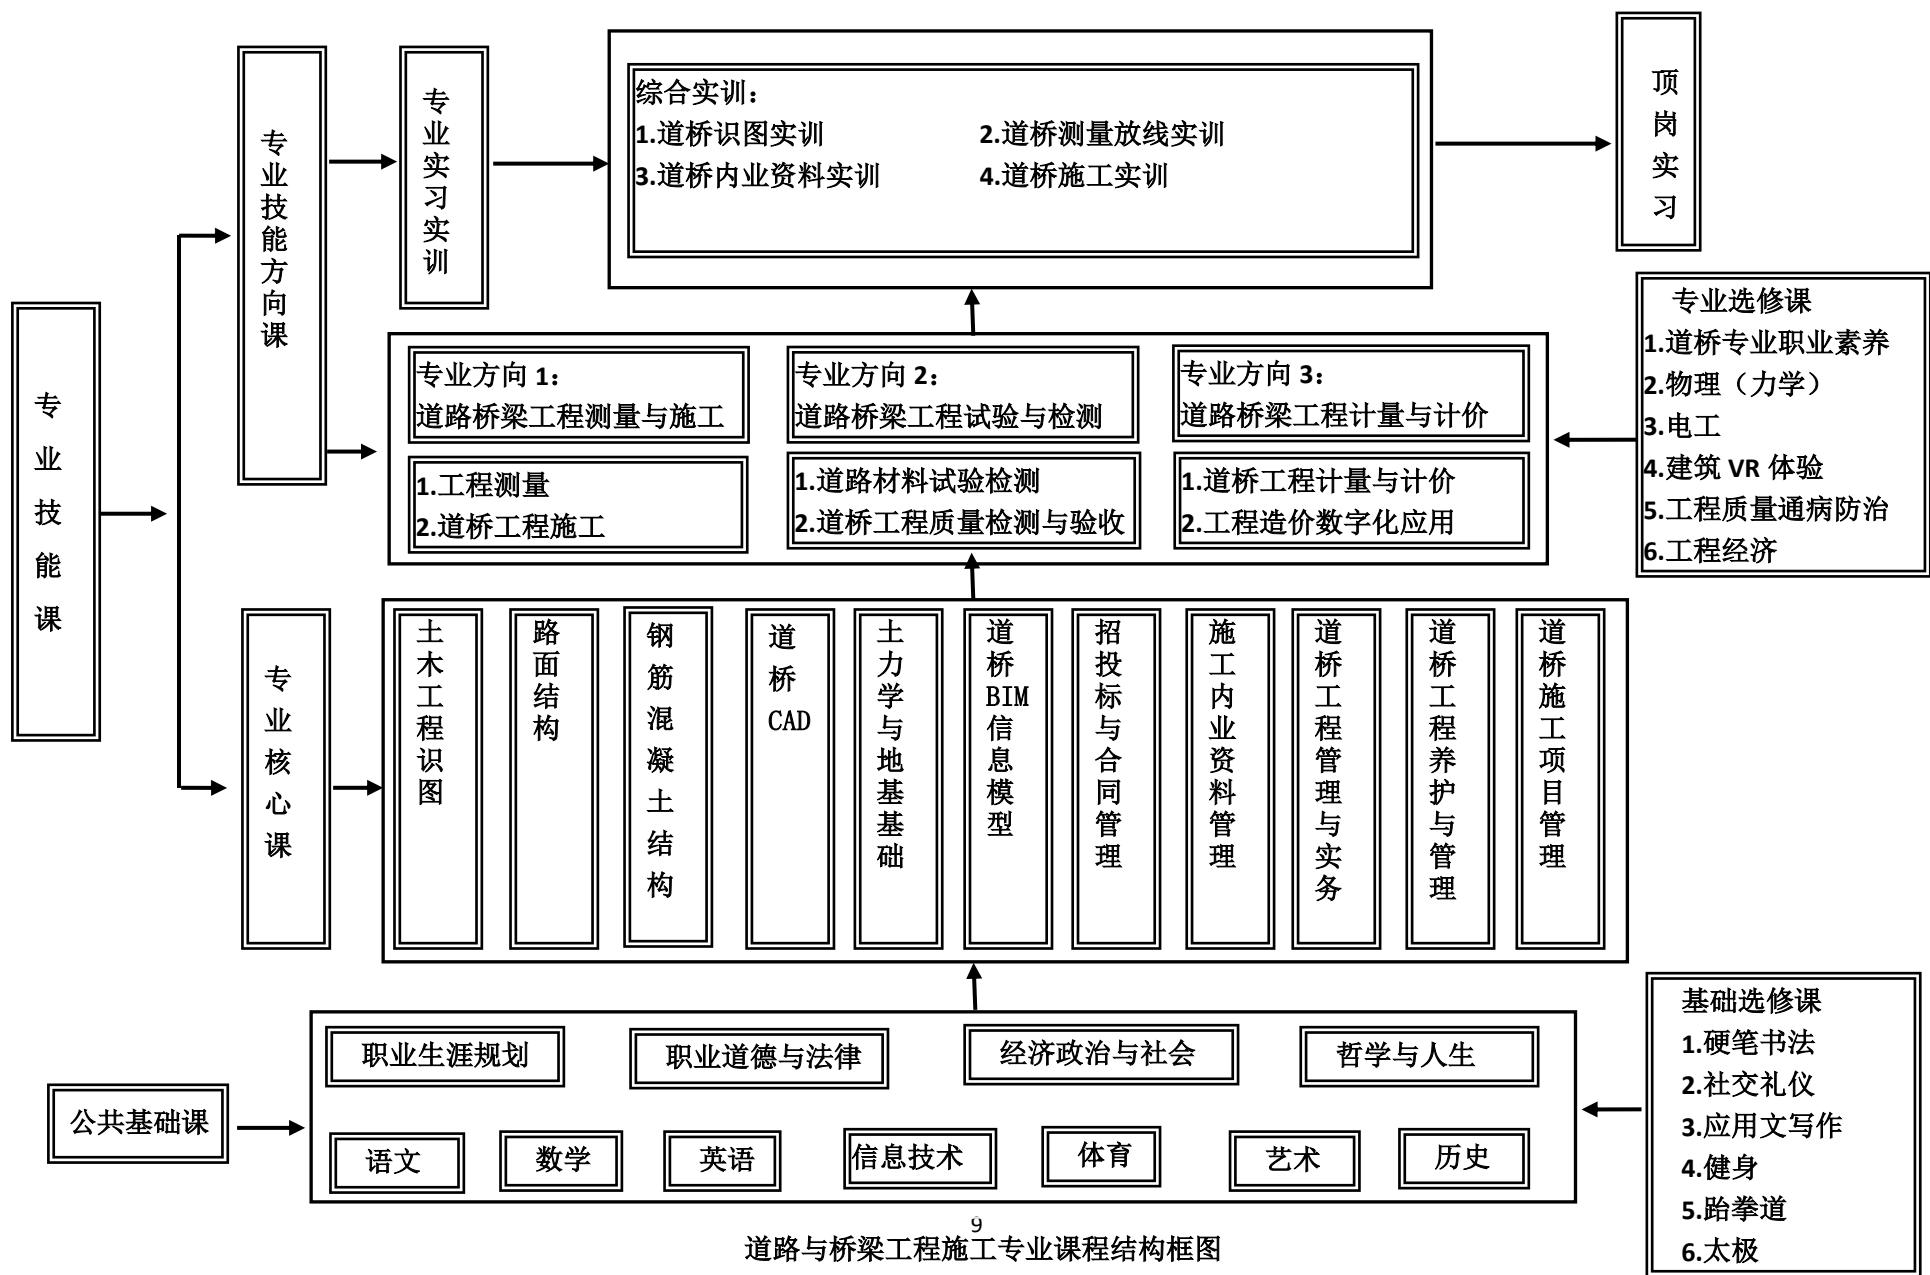 综合实训：
1.道桥识图实训 2.道桥测量放线实训
3.道桥内业资料实训 4.道桥施工实训
顶岗实习
专业实习实训
专业技能方向课
专业技能课
专业方向 1：
道路桥梁工程测量与施工
1.工程测量
2.道桥工程施工
专业方向 2：
道路桥梁工程试验与检测
1.道路材料试验检测
2.道桥工程质量检测与验收
专业方向 3：
道路桥梁工程计量与计价
1.道桥工程计量与计价
2.工程造价数字化应用
专业选修课
1.道桥专业职业素养
2.物理（力学）
3.电工
4.建筑 VR 体验
5.工程质量通病防治
6.工程经济
专业核心课
土木工程识图
路面结构
钢筋混凝土结构
道桥CAD
土力学与地基基础
道桥BIM信息模型
招投标与合同管理
施工内业资料管理
道桥工程管理与实务
道桥工程养护与管理
道桥施工项目管理
公共基础课
职业生涯规划
职业道德与法律
经济政治与社会
哲学与人生
语文
数学
英语
信息技术
体育
艺术
历史
基础选修课
1.硬笔书法
2.社交礼仪
3.应用文写作
4.健身
5.跆拳道
6.太极
9
道路与桥梁工程施工专业课程结构框图